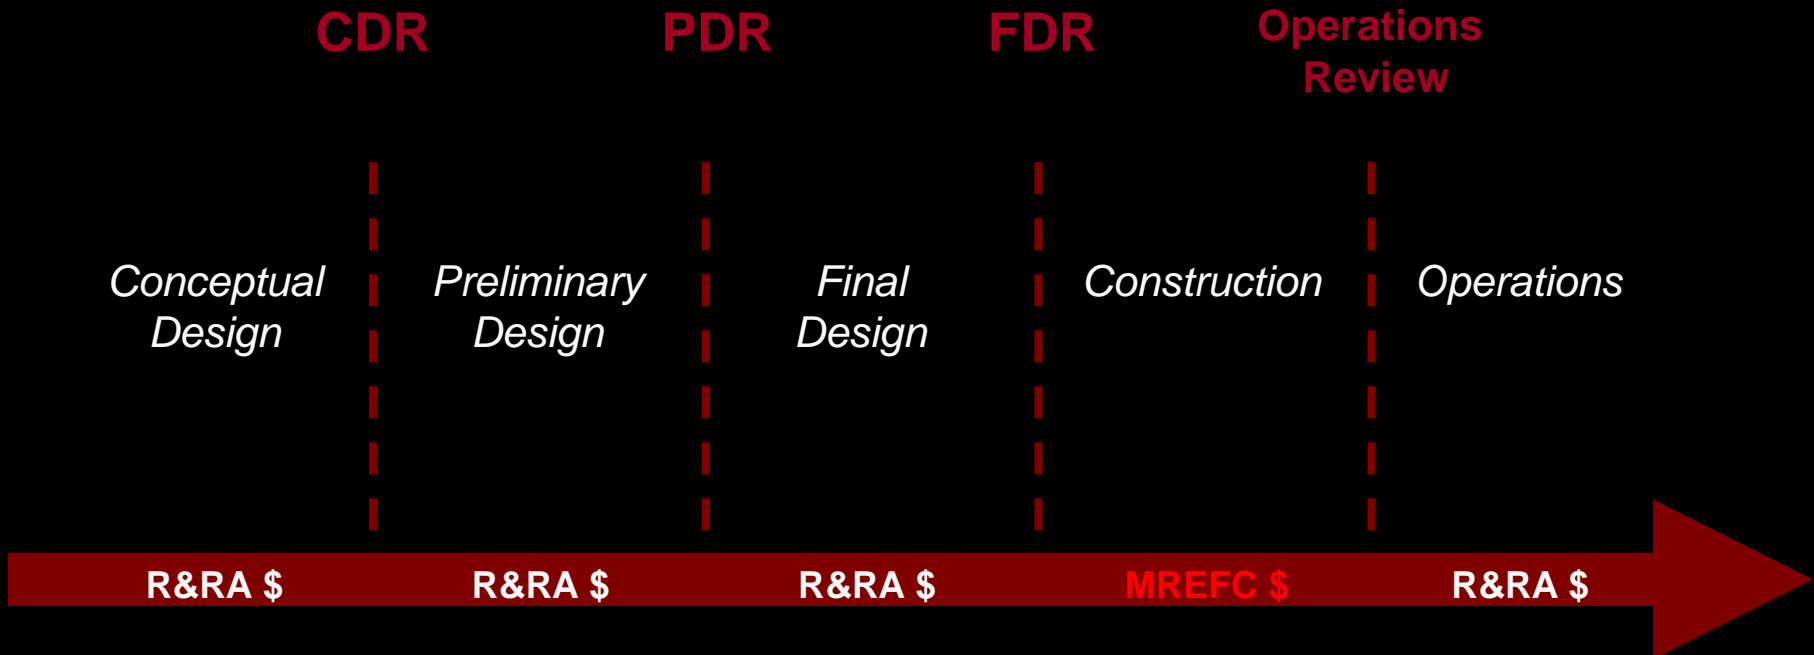 CDR
PDR
FDR
Operations
Review
Conceptual
Design
Preliminary
Design
Final
Design
Construction
Operations
R&RA $
R&RA $
R&RA $
MREFC $
R&RA $